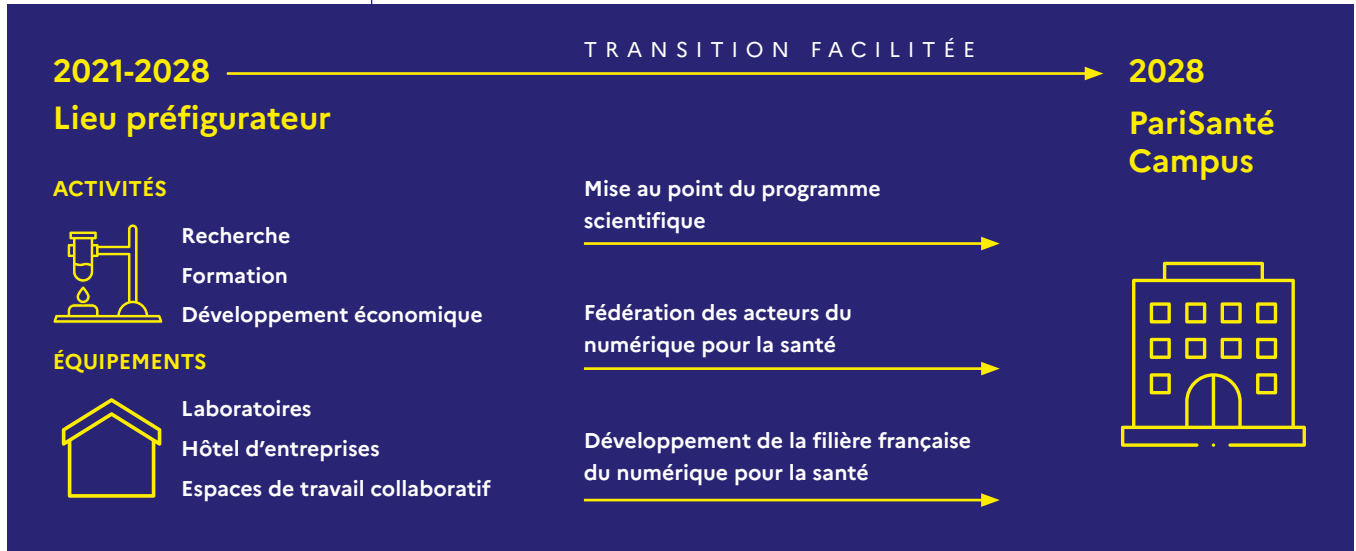 TRANSITION FACILITÉE
2021-2028
Lieu préfigurateur
ACTIVITÉS
Recherche
Formation
Développement économique
ÉQUIPEMENTS
Laboratoires
Hôtel d'entreprises
Espaces de travail collaboratif
Mise au point du programme
scientifique
Fédération des acteurs du
numérique pour la santé
Développement de la filière française
du numérique pour la santé
2028
PariSanté
Campus